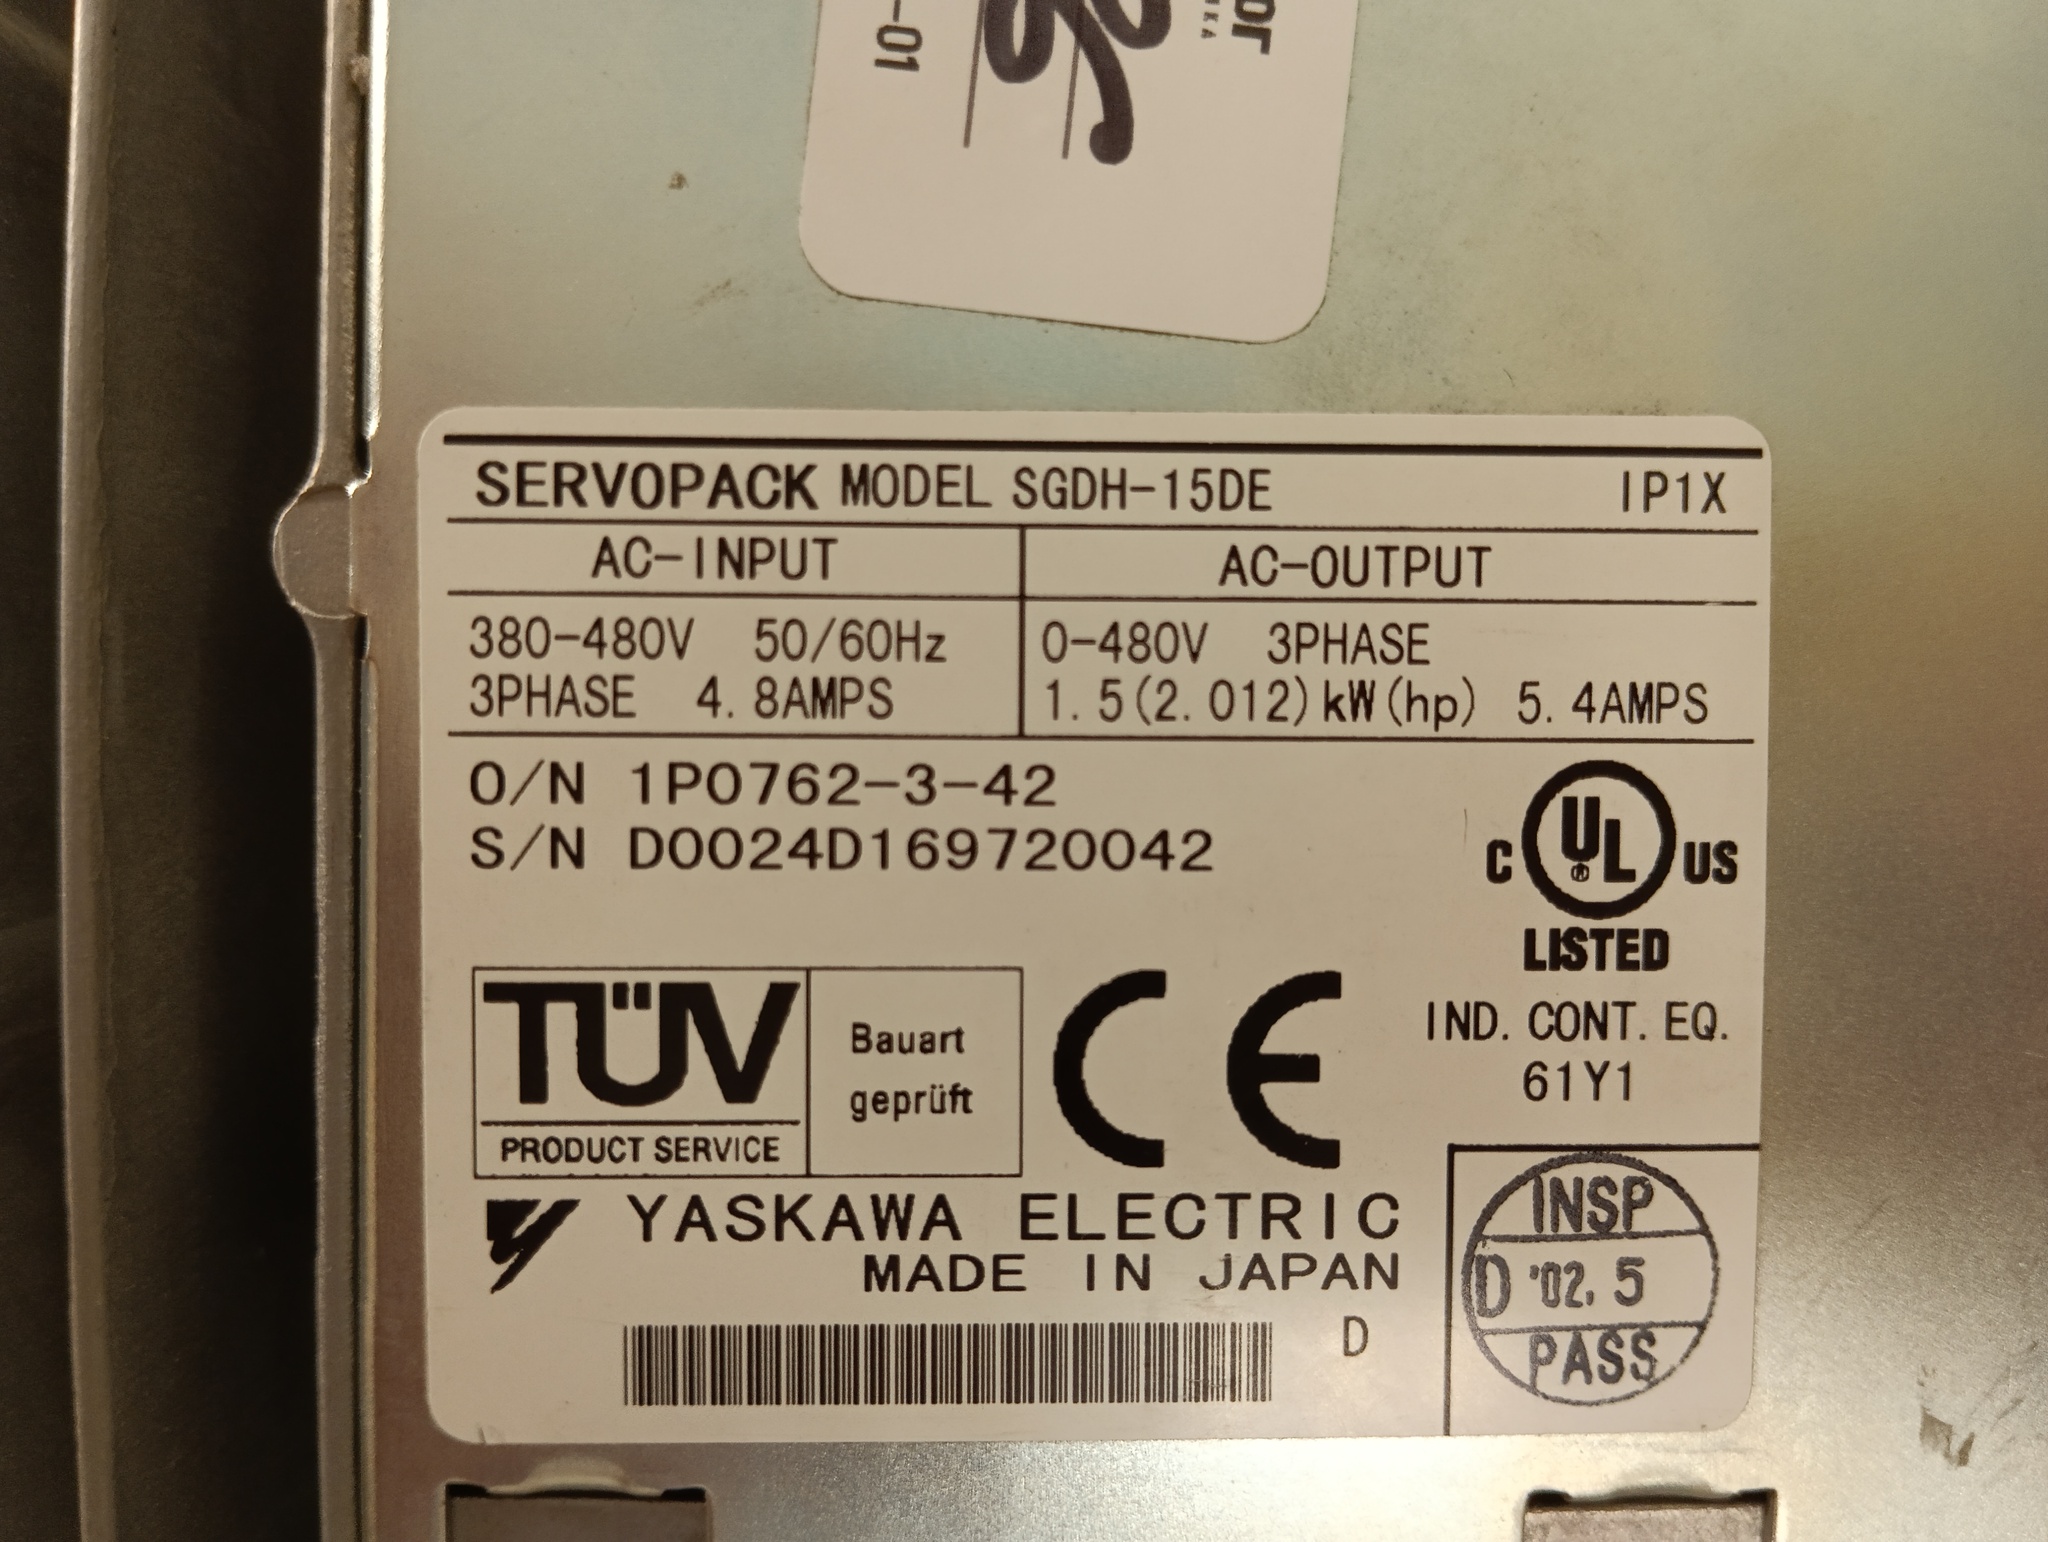 -01
or
SERVOPACK MODEL SGDH-15DE IP1X
AC-INPUT AC-OUTPUT
380-480V 50/60Hz 0-480V 3PHASE
3PHASE 4.8AMPS 1.5(2.012)kW(hp) 5.4AMPS
O/N 1P0762-3-42
S/N D0024D169720042
C UL® US
LISTED
IND. CONT. EQ.
61Y1
TÜV
PRODUCT SERVICE
Bauart
geprüft
CE
YASKAWA ELECTRIC
MADE IN JAPAN
D
INSP
D '02.5
PASS